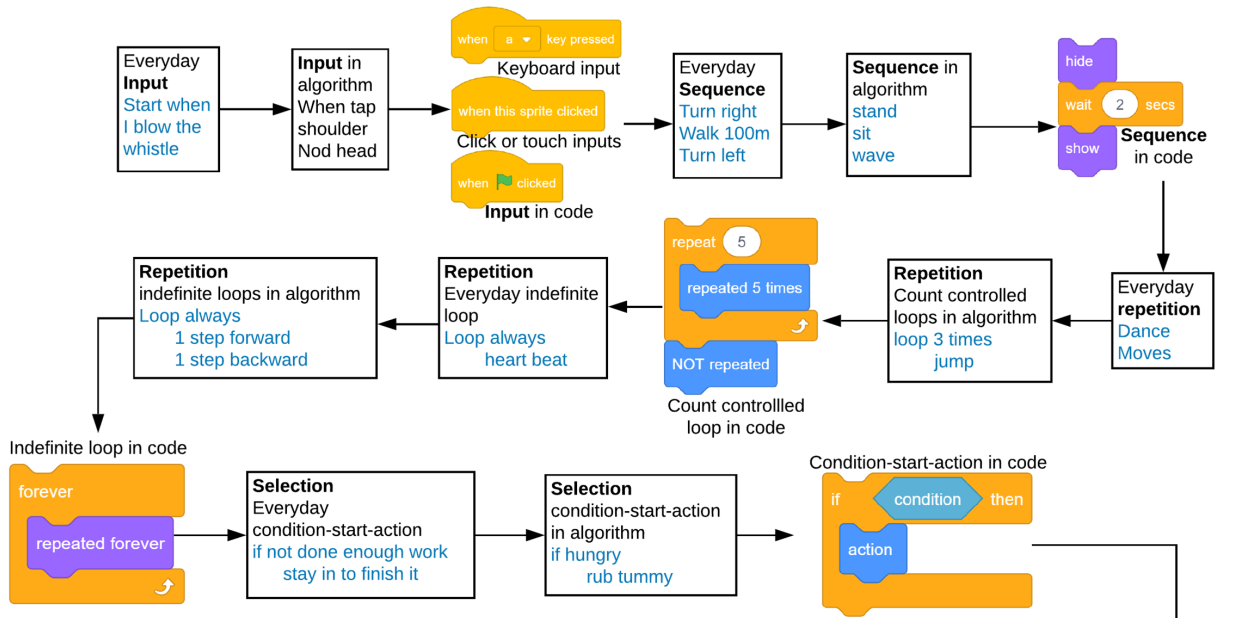 Everyday
Input
Start when
I blow the
whistle
Input in
algorithm
When tap
shoulder
Nod head
when a key pressed
Keyboard input
when this sprite clicked
Click or touch inputs
when clicked
Input in code
Everyday
Sequence
Turn right
Walk 100m
Turn left
Sequence in
algorithm
stand
sit
wave
hide
wait 2 secs
show
Sequence
in code
Everyday
repetition
Dance
Moves
Repetition
Count controlled
loops in algorithm
loop 3 times
jump
repeat 5
repeated 5 times
NOT repeated
Count controllled
loop in code
Repetition
Everyday indefinite
loop
Loop always
heart beat
Repetition
indefinite loops in algorithm
Loop always
1 step forward
1 step backward
Indefinite loop in code
forever
repeated forever
Selection
Everyday
condition-start-action
if not done enough work
stay in to finish it
Selection
condition-start-action
in algorithm
if hungry
rub tummy
Condition-start-action in code
if condition then
action